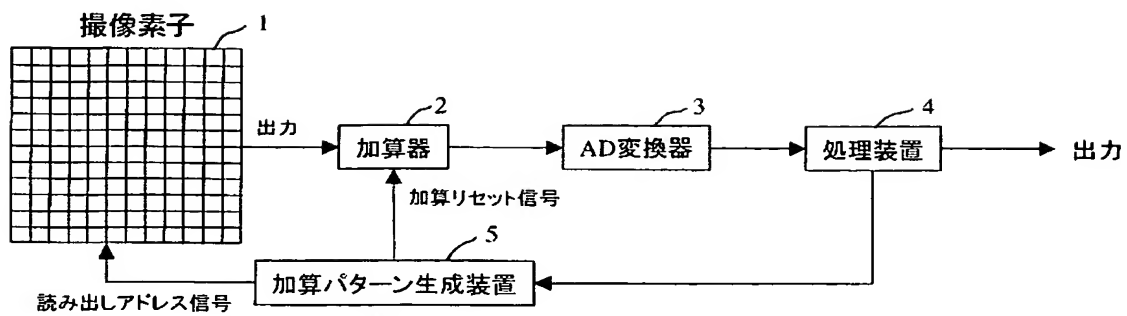 撮像素子
1
出力
2
加算器
3
AD変換器
4
処理装置
出力
加算リセット信号
5
加算パターン生成装置
読み出しアドレス信号